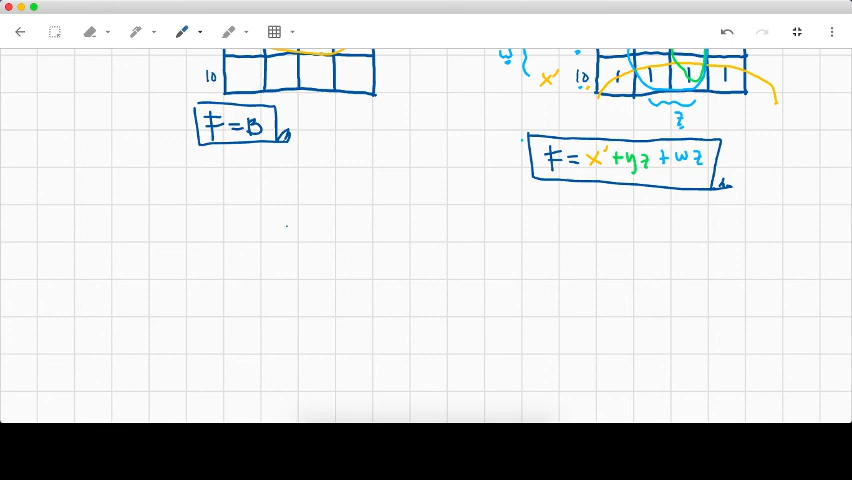 10
F = B
w
x'
10 1 1 1 1
z
F = x' + yz + wz